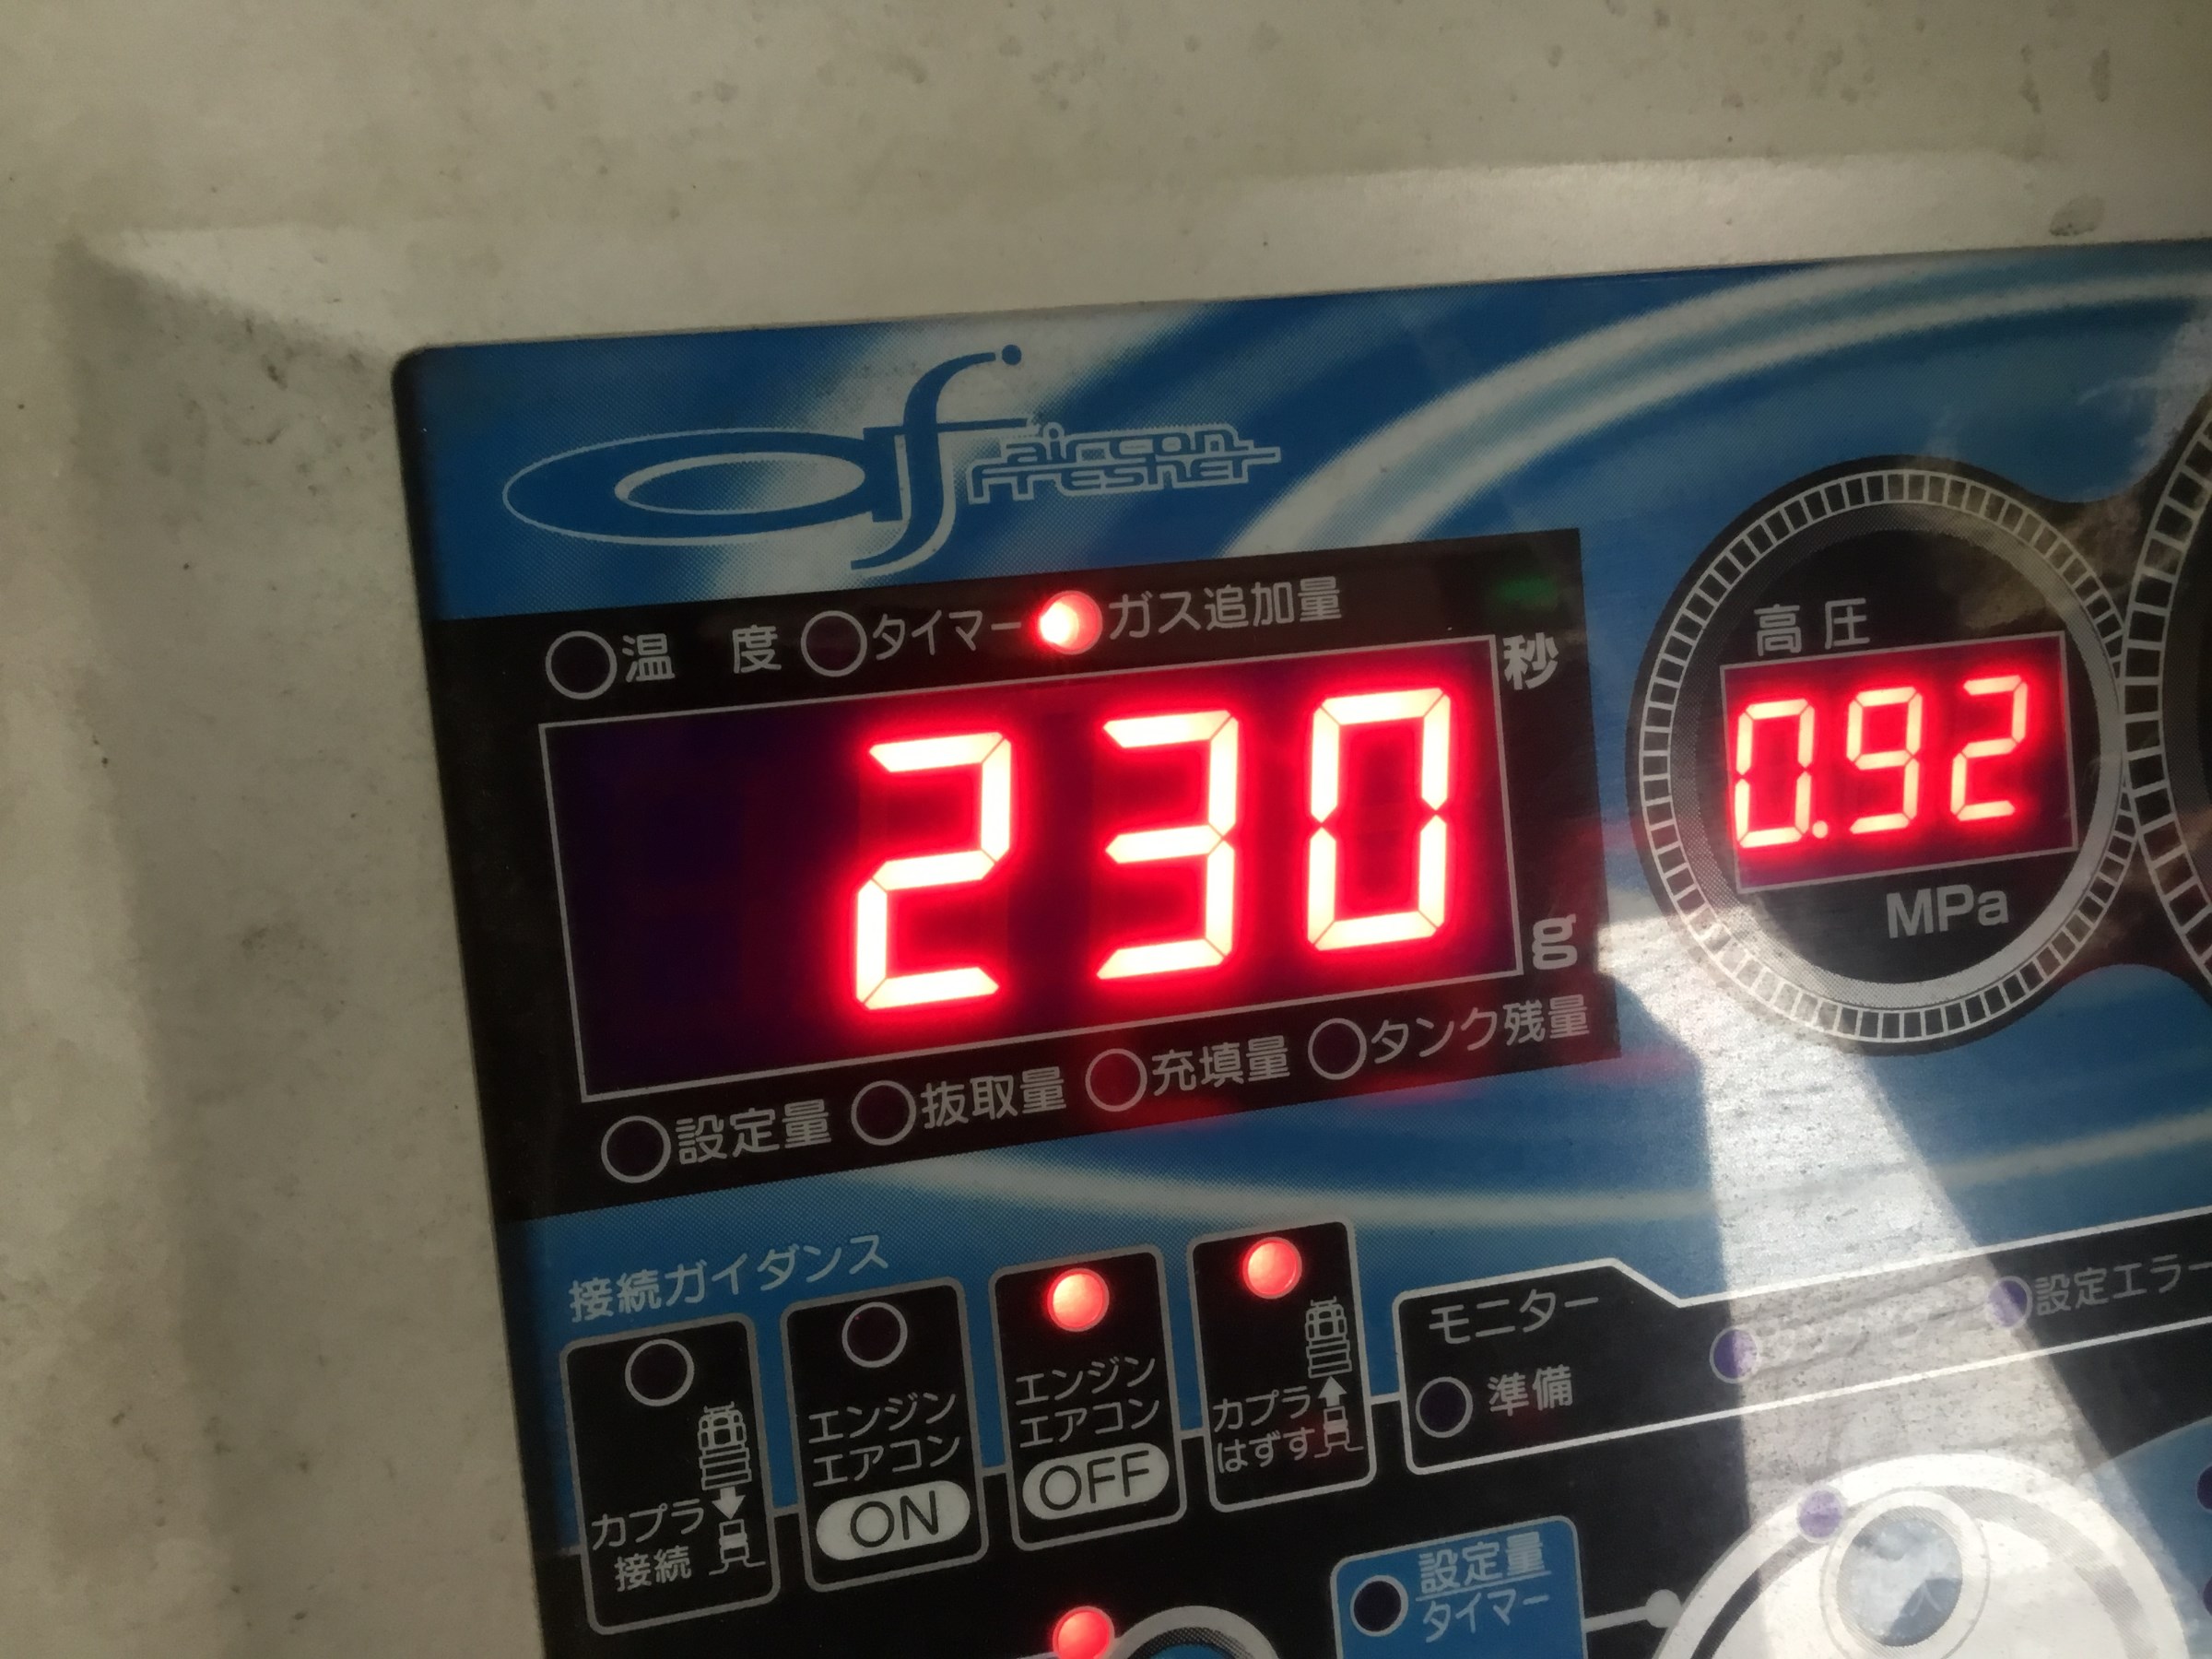 af aircon fresher
温度 タイマー ガス追加量
秒
230
g
設定量 抜取量 充填量 タンク残量
高圧
0.92
MPa
接続ガイダンス
カプラ
接続
エンジン
エアコン
ON
エンジン
エアコン
OFF
カプラ
はずす
モニター
準備
設定エラー
設定量
タイマー